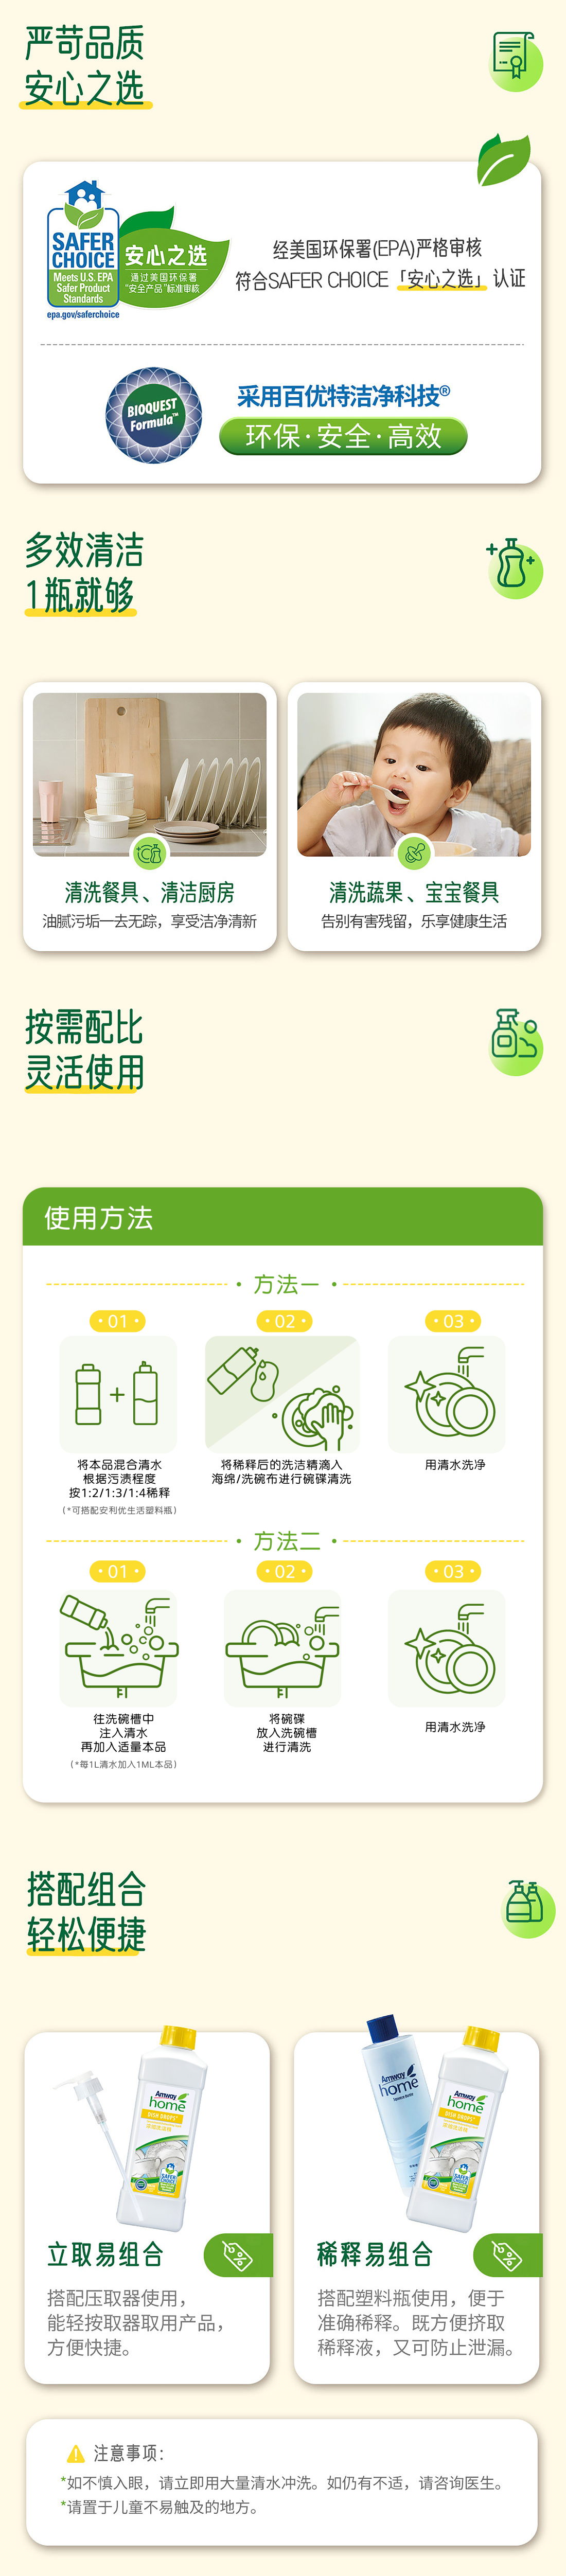 严苛品质
安心之选
SAFER
CHOICE
Meets U.S. EPA
Safer Product
Standards
epa.gov/saferchoice
安心之选
通过美国环保署
“安全产品”标准审核
经美国环保署(EPA)严格审核
符合SAFER CHOICE「安心之选」认证
BIOQUEST
Formula™
采用百优特洁净科技®
环保·安全·高效
多效清洁
1瓶就够
清洗餐具、清洁厨房
油腻污垢一去无踪，享受洁净清新
清洗蔬果、宝宝餐具
告别有害残留，乐享健康生活
按需配比
灵活使用
使用方法
方法一
01
02
03
将本品混合清水
根据污渍程度
按1:2/1:3/1:4稀释
(*可搭配安利优生活塑料瓶)
将稀释后的洗洁精滴入
海绵/洗碗布进行碗碟清洗
用清水洗净
方法二
01
02
03
往洗碗槽中
注入清水
再加入适量本品
(*每1L清水加入1ML本品)
将碗碟
放入洗碗槽
进行清洗
用清水洗净
搭配组合
轻松便捷
Amway
home
DISH DROPS
SAFER
CHOICE
立取易组合
搭配压取器使用，
能轻按取器取用产品，
方便快捷。
Amway
home
Amway
home
DISH DROPS
SAFER
CHOICE
稀释易组合
搭配塑料瓶使用，便于
准确稀释。既方便挤取
稀释液，又可防止泄漏。
注意事项：
*如不慎入眼，请立即用大量清水冲洗。如仍有不适，请咨询医生。
*请置于儿童不易触及的地方。